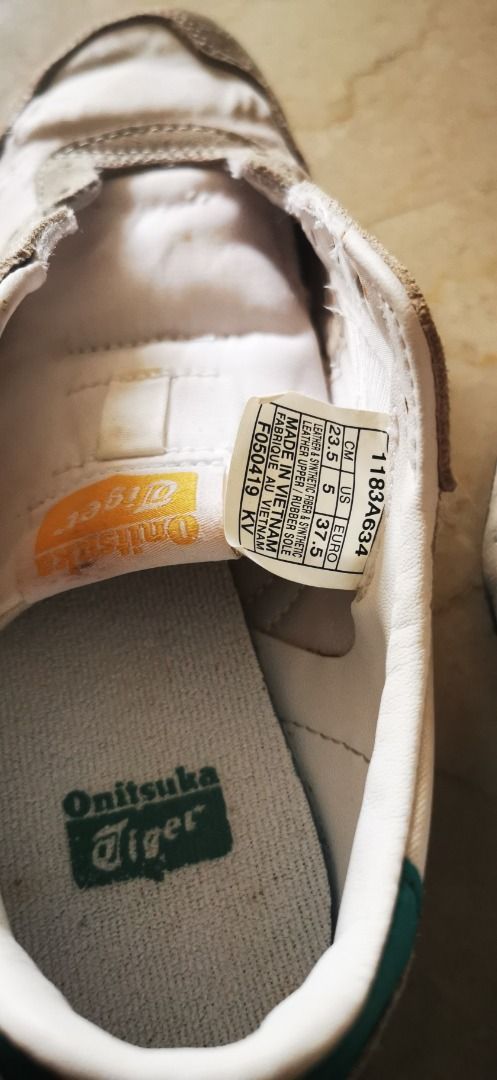 1183A634
CM US EURO
23.5 5 37.5
LEATHER & SYNTHETIC FIBER & SYNTHETIC
LEATHER UPPER / RUBBER SOLE
MADE IN VIETNAM
FABRIQUE AU VIETNAM
F050419 KV
Onitsuka
Tiger
Onitsuka
Tiger